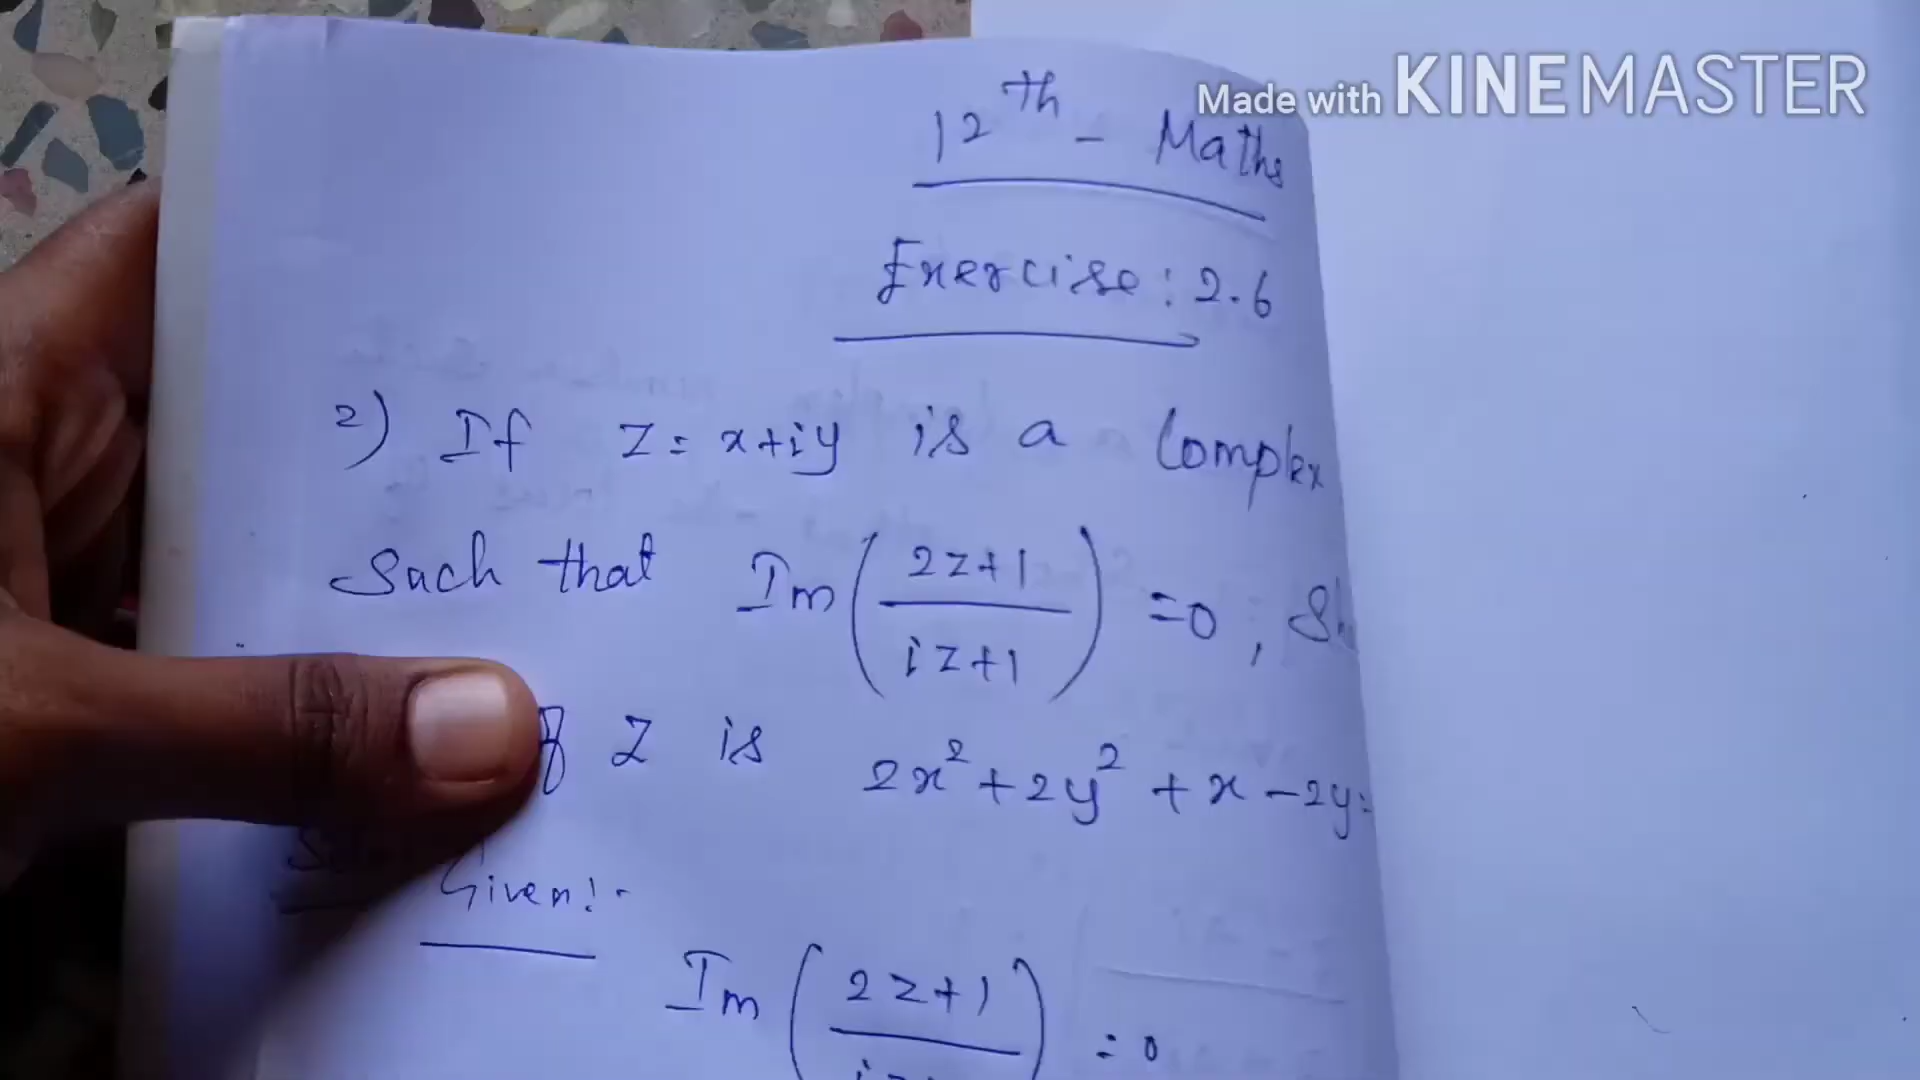 Made with KINEMASTER
12th - Maths
Exercise: 2.6
2) If z = x+iy is a Complex
Such that Im(2z+1/iz+1) = 0,
z is 2x²+2y²+x-2y=
Given:-
Im(2z+1/ = 0